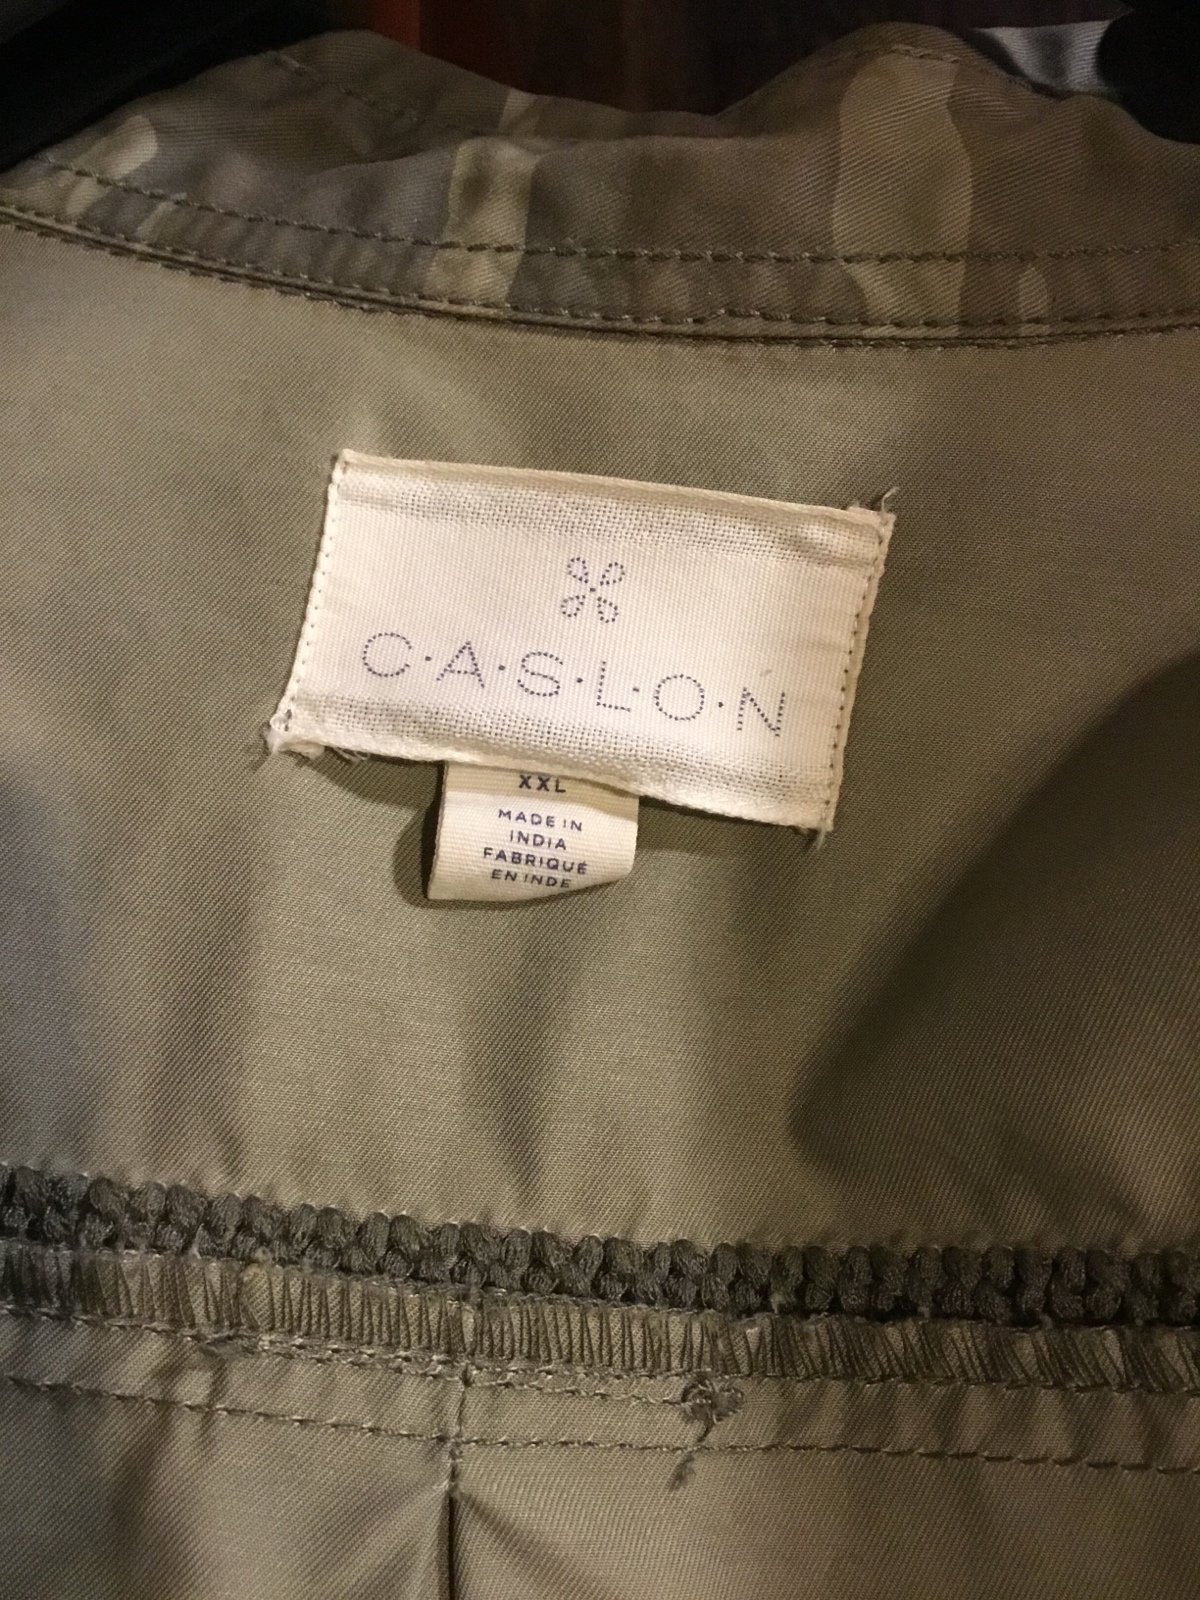 C·A·S·L·O·N
XXL
MADE IN
INDIA
FABRIQUÉ
EN INDE